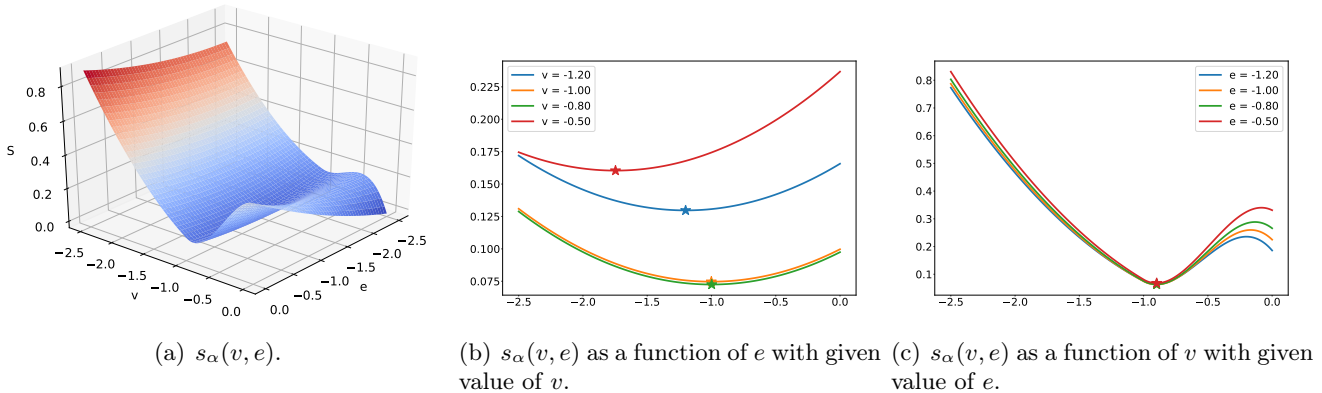 S
0.8
0.6
0.4
0.2
0.0
−2.5
−2.0
−1.5
−1.0
−0.5
0.0
v
0.0
−0.5
−1.0
−1.5
−2.0
−2.5
e
(a) sα(v, e).
v = -1.20
v = -1.00
v = -0.80
v = -0.50
0.225
0.200
0.175
0.150
0.125
0.100
0.075
−2.5 −2.0 −1.5 −1.0 −0.5 0.0
(b) sα(v, e) as a function of e with given
value of v.
e = -1.20
e = -1.00
e = -0.80
e = -0.50
0.8
0.7
0.6
0.5
0.4
0.3
0.2
0.1
−2.5 −2.0 −1.5 −1.0 −0.5 0.0
(c) sα(v, e) as a function of v with given
value of e.